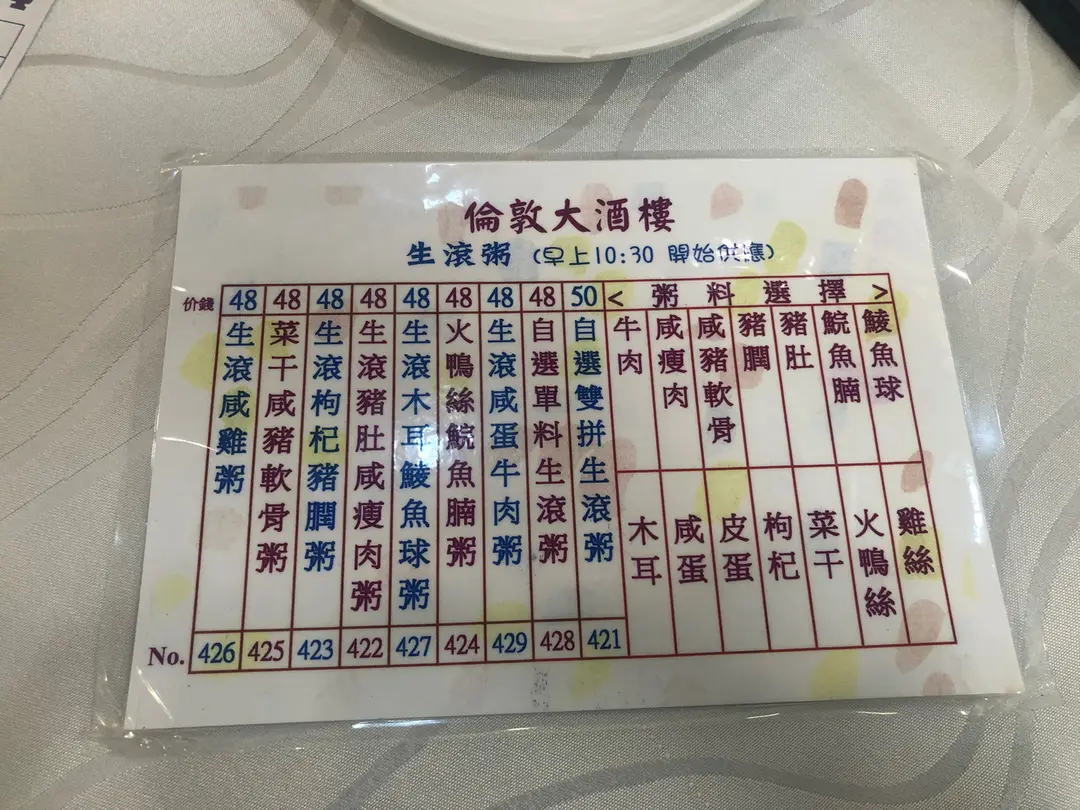 倫敦大酒樓
生滾粥 (早上10:30 開始供應)
价錢 48 48 48 48 48 48 48 48 50 < 粥料選擇 >
生滾咸雞粥
菜干咸豬軟骨粥
生滾枸杞豬膶粥
生滾豬肚咸瘦肉粥
生滾木耳鯪魚球粥
火鴨絲鯇魚腩粥
生滾咸蛋牛肉粥
自選單料生滾粥
自選雙拼生滾粥
牛肉
咸瘦肉
咸豬軟骨
豬膶
豬肚
鯇魚腩
鯪魚球
木耳
咸蛋
皮蛋
枸杞
菜干
火鴨絲
雞絲
No. 426 425 423 422 427 424 429 428 421